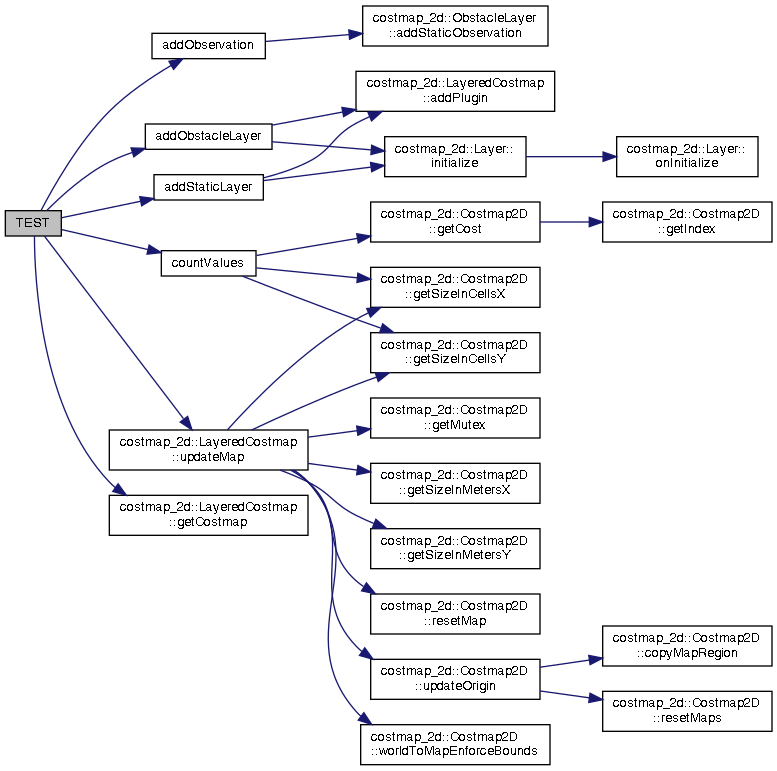 TEST
addObservation
addObstacleLayer
addStaticLayer
countValues
costmap_2d::LayeredCostmap
::updateMap
costmap_2d::LayeredCostmap
::getCostmap
costmap_2d::ObstacleLayer
::addStaticObservation
costmap_2d::LayeredCostmap
::addPlugin
costmap_2d::Layer::
initialize
costmap_2d::Costmap2D
::getCost
costmap_2d::Costmap2D
::getSizeInCellsX
costmap_2d::Costmap2D
::getSizeInCellsY
costmap_2d::Costmap2D
::getMutex
costmap_2d::Costmap2D
::getSizeInMetersX
costmap_2d::Costmap2D
::getSizeInMetersY
costmap_2d::Costmap2D
::resetMap
costmap_2d::Costmap2D
::updateOrigin
costmap_2d::Costmap2D
::worldToMapEnforceBounds
costmap_2d::Layer::
onInitialize
costmap_2d::Costmap2D
::getIndex
costmap_2d::Costmap2D
::copyMapRegion
costmap_2d::Costmap2D
::resetMaps